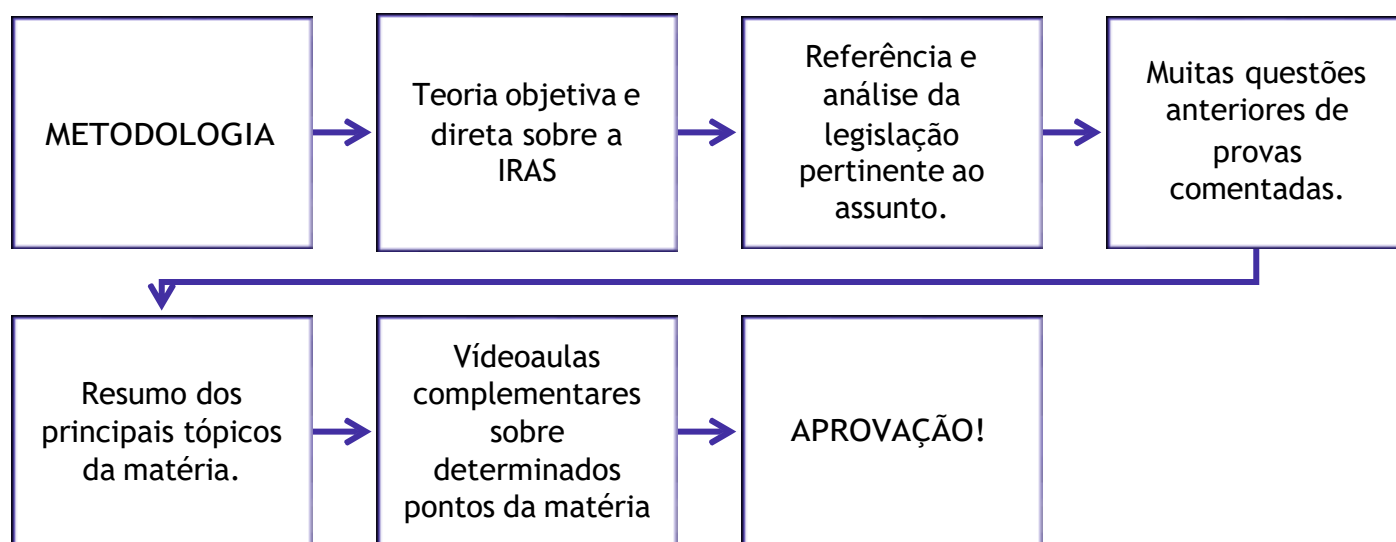 METODOLOGIA
Teoria objetiva e
direta sobre a
IRAS
Referência e
análise da
legislação
pertinente ao
assunto.
Muitas questões
anteriores de
provas
comentadas.
Resumo dos
principais tópicos
da matéria.
Vídeoaulas
complementares
sobre
determinados
pontos da matéria
APROVAÇÃO!